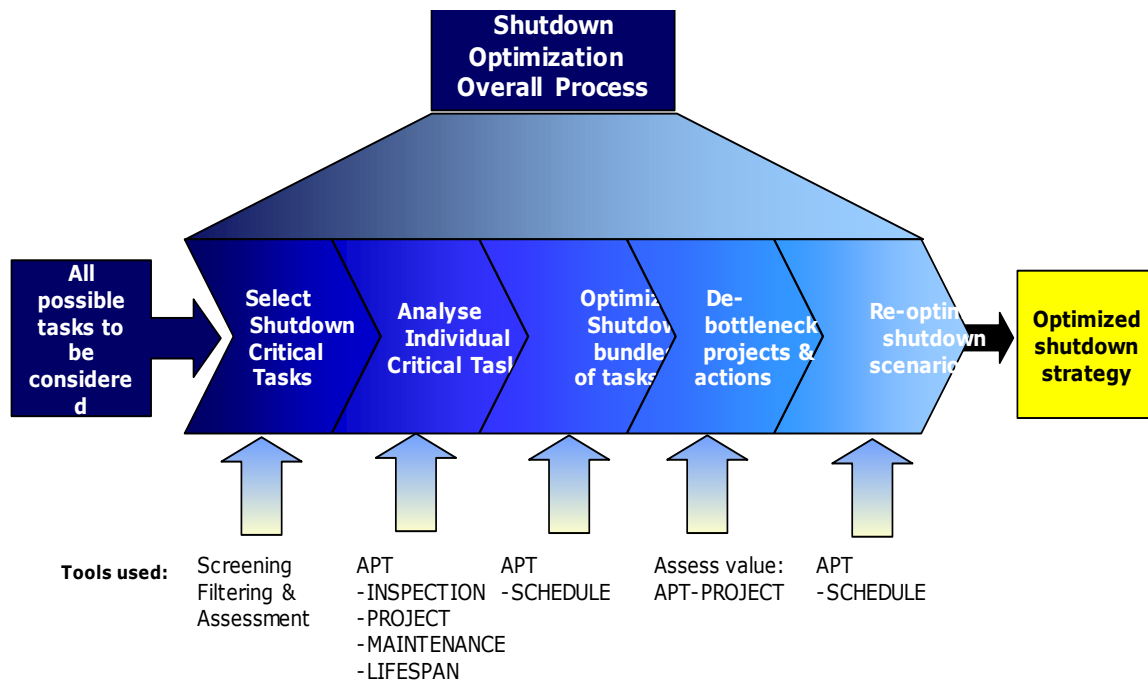 Shutdown
Optimization
Overall Process
All
possible
tasks to
be
considere
d
Select
Shutdown
Critical
Tasks
Analyse
Individual
Critical Task
Optimiz
Shutdow
bundle
of tasks
De-
bottleneck
projects &
actions
Re-optim
shutdown
scenario
Optimized
shutdown
strategy
Tools used:
Screening
Filtering &
Assessment
APT
-INSPECTION
-PROJECT
-MAINTENANCE
-LIFESPAN
APT
-SCHEDULE
Assess value:
APT-PROJECT
APT
-SCHEDULE